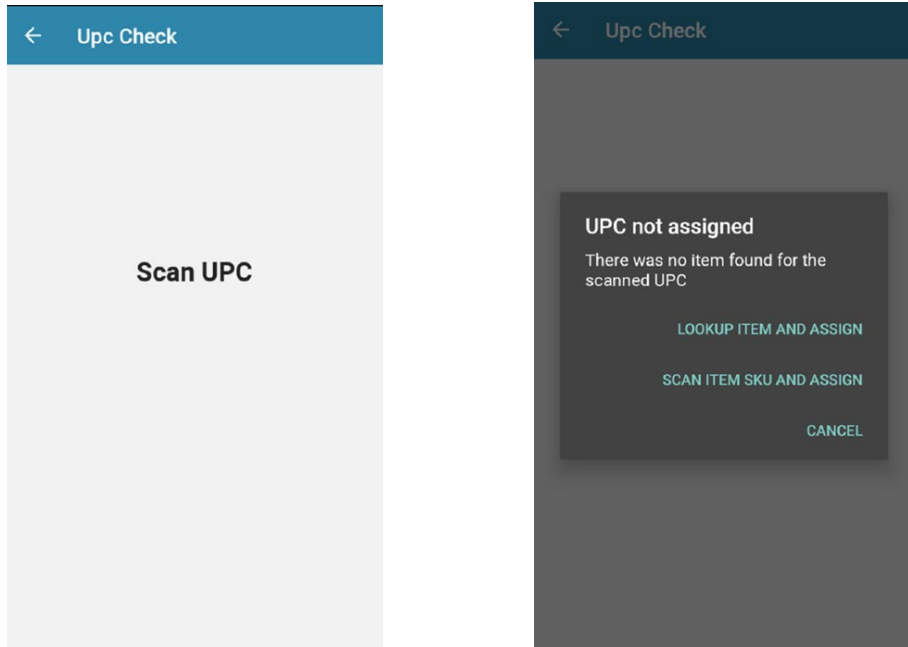 Upc Check
Scan UPC
Upc Check
UPC not assigned
There was no item found for the
scanned UPC
LOOKUP ITEM AND ASSIGN
SCAN ITEM SKU AND ASSIGN
CANCEL